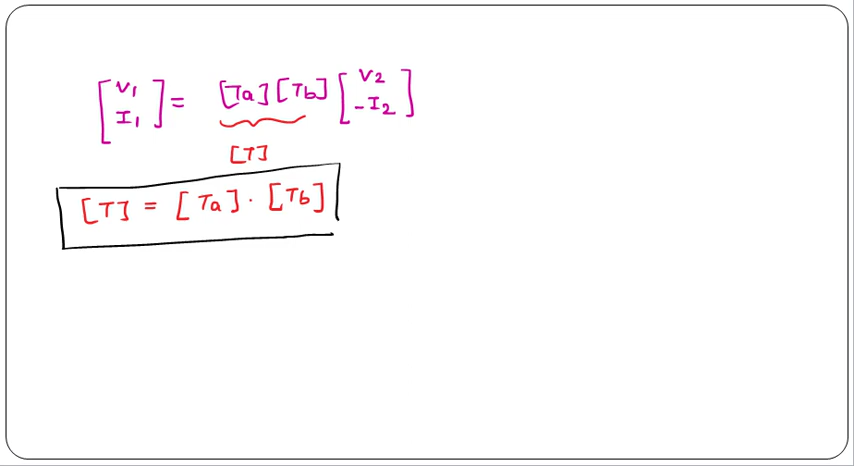 [V1 I1] = [Ta][Tb] [V2 -I2]
[T]
[T] = [Ta] · [Tb]